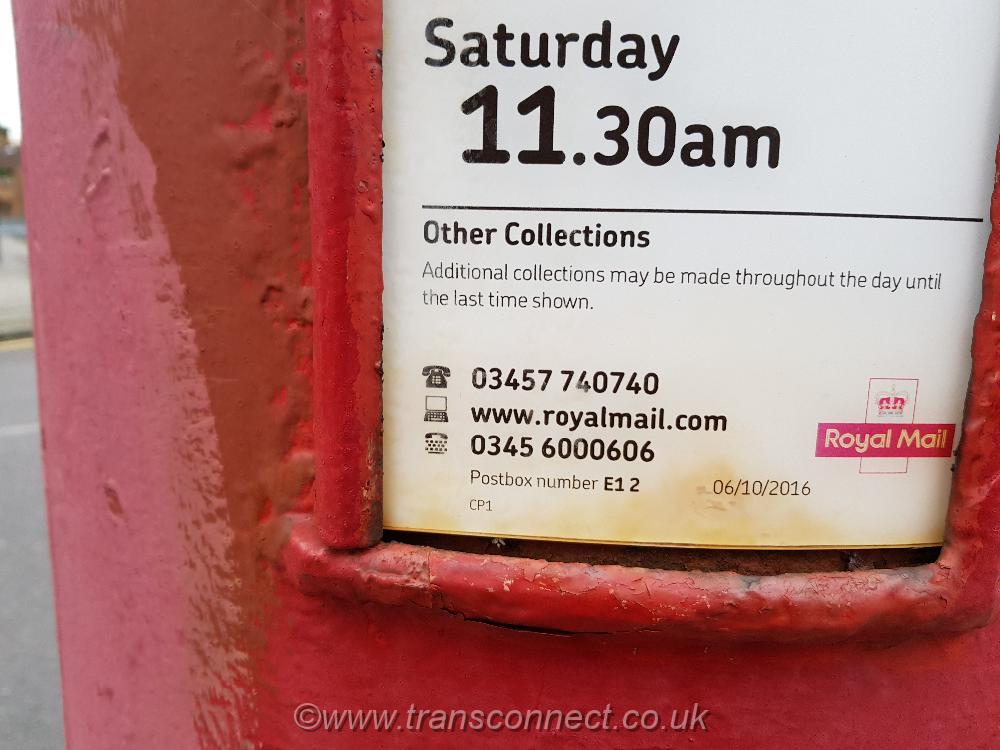 Saturday
11.30am
Other Collections
Additional collections may be made throughout the day until
the last time shown.
03457 740740
www.royalmail.com
0345 6000606
Royal Mail
Postbox number E1 2 06/10/2016
CP1
©www.transconnect.co.uk